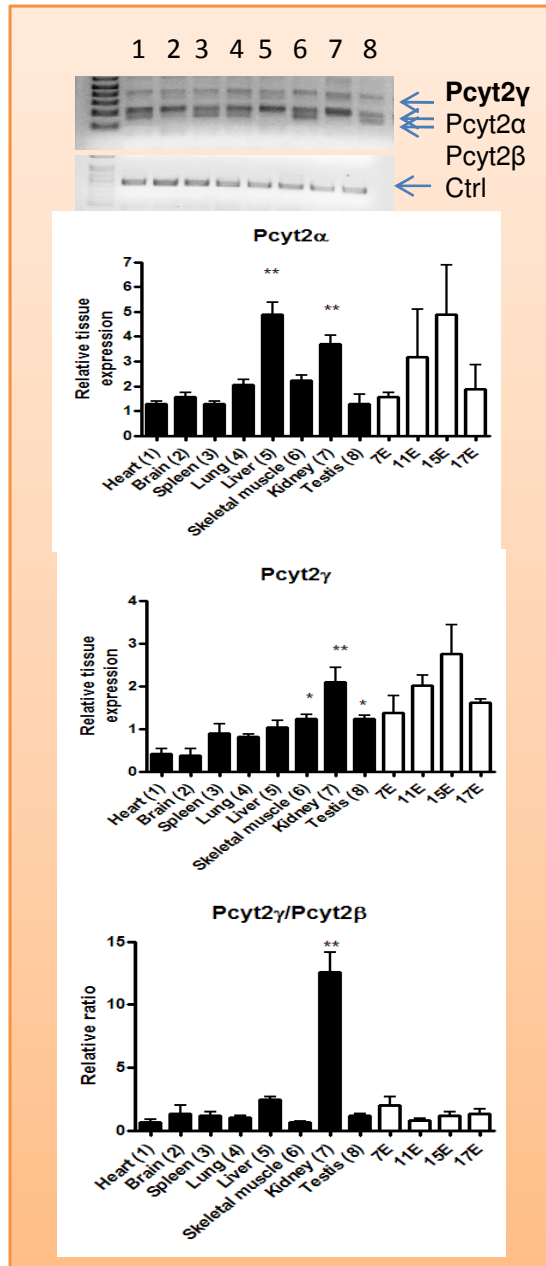 1 2 3 4 5 6 7 8
Pcyt2γ
Pcyt2α
Pcyt2β
Ctrl
Pcyt2α
Relative tissue
expression
7
6
5
4
3
2
1
0
**
**
Heart (1)
Brain (2)
Spleen (3)
Lung (4)
Liver (5)
Skeletal muscle (6)
Kidney (7)
Testis (8)
7E
11E
15E
17E
Pcyt2γ
Relative tissue
expression
4
3
2
1
0
*
**
*
Heart (1)
Brain (2)
Spleen (3)
Lung (4)
Liver (5)
Skeletal muscle (6)
Kidney (7)
Testis (8)
7E
11E
15E
17E
Pcyt2γ/Pcyt2β
Relative ratio
15
10
5
0
**
Heart (1)
Brain (2)
Spleen (3)
Lung (4)
Liver (5)
Skeletal muscle (6)
Kidney (7)
Testis (8)
7E
11E
15E
17E